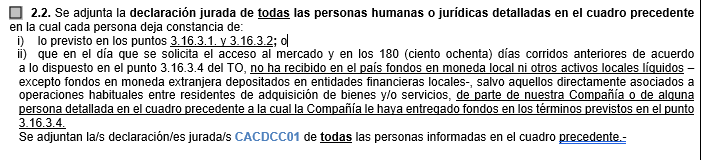 2.2. Se adjunta la declaración jurada de todas las personas humanas o jurídicas detalladas en el cuadro precedente
en la cual cada persona deja constancia de:
i) lo previsto en los puntos 3.16.3.1. y 3.16.3.2; o
ii) que en el día que se solicita el acceso al mercado y en los 180 (ciento ochenta) días corridos anteriores de acuerdo
a lo dispuesto en el punto 3.16.3.4 del TO, no ha recibido en el país fondos en moneda local ni otros activos locales líquidos –
excepto fondos en moneda extranjera depositados en entidades financieras locales-, salvo aquellos directamente asociados a
operaciones habituales entre residentes de adquisición de bienes y/o servicios, de parte de nuestra Compañía o de alguna
persona detallada en el cuadro precedente a la cual la Compañía le haya entregado fondos en los términos previstos en el punto
3.16.3.4.
Se adjuntan la/s declaración/es jurada/s CACDCC01 de todas las personas informadas en el cuadro precedente.-